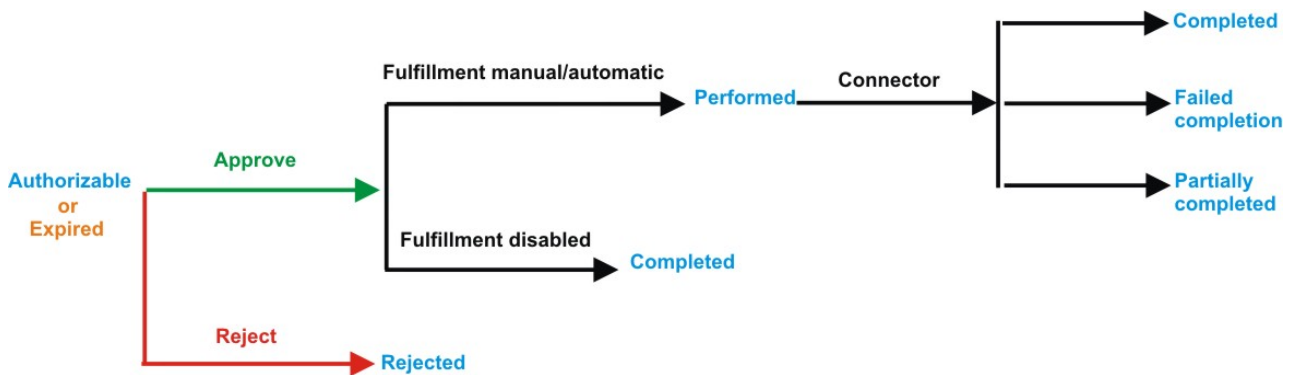 Completed
Fulfillment manual/automatic
Connector
Performed
Failed
completion
Approve
Authorizable
or
Expired
Partially
completed
Fulfillment disabled
Completed
Reject
Rejected